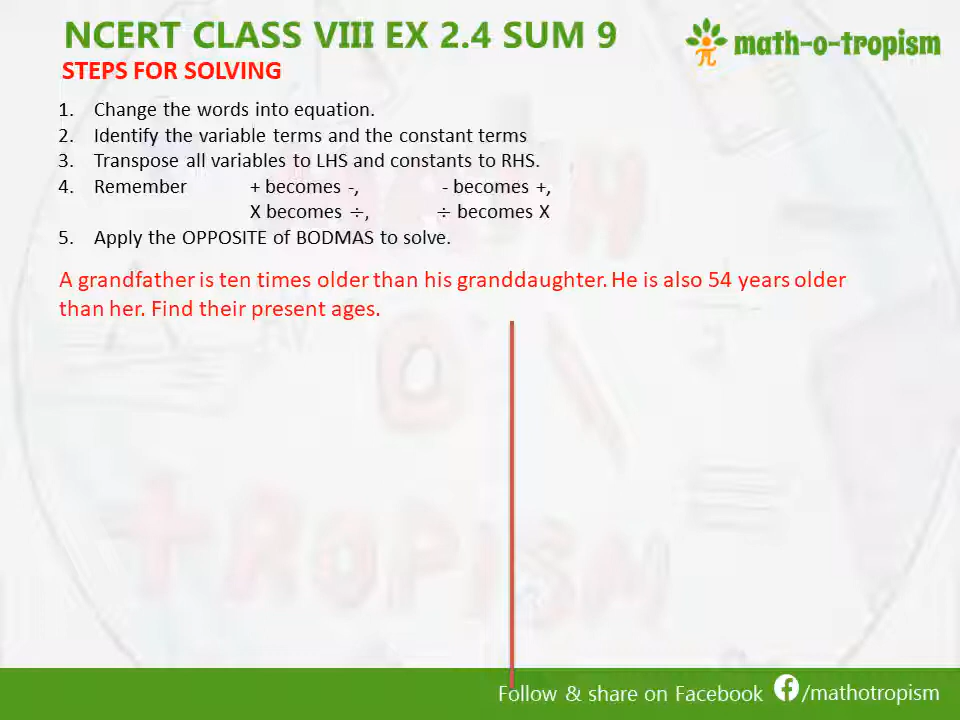 NCERT CLASS VIII EX 2.4 SUM 9
math-o-tropism
STEPS FOR SOLVING
1. Change the words into equation.
2. Identify the variable terms and the constant terms
3. Transpose all variables to LHS and constants to RHS.
4. Remember + becomes -, - becomes +,
X becomes ÷, ÷ becomes X
5. Apply the OPPOSITE of BODMAS to solve.
A grandfather is ten times older than his granddaughter. He is also 54 years older
than her. Find their present ages.
MATH
O
TROPISM
Follow & share on Facebook /mathotropism